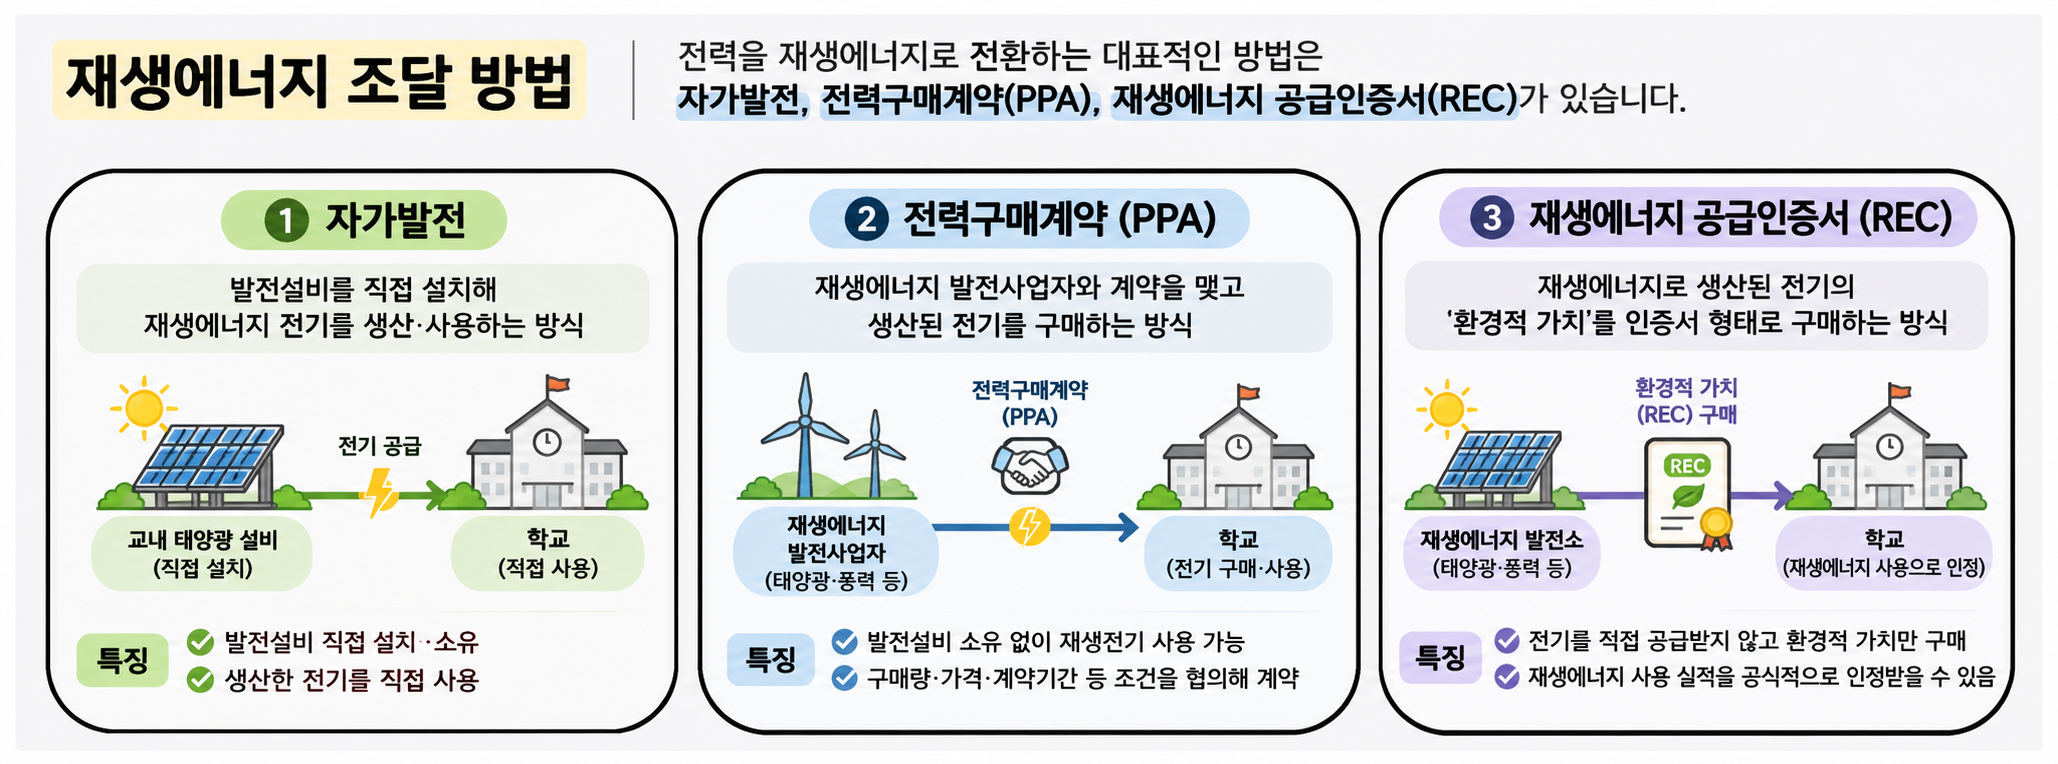 재생에너지 조달 방법
전력을 재생에너지로 전환하는 대표적인 방법은
자가발전, 전력구매계약(PPA), 재생에너지 공급인증서(REC)가 있습니다.
1 자가발전
발전설비를 직접 설치해
재생에너지 전기를 생산·사용하는 방식
전기 공급
교내 태양광 설비
(직접 설치)
학교
(직접 사용)
특징
발전설비 직접 설치··소유
생산한 전기를 직접 사용
2 전력구매계약 (PPA)
재생에너지 발전사업자와 계약을 맺고
생산된 전기를 구매하는 방식
전력구매계약
(PPA)
재생에너지
발전사업자
(태양광·풍력 등)
학교
(전기 구매·사용)
특징
발전설비 소유 없이 재생전기 사용 가능
구매량·가격·계약기간 등 조건을 협의해 계약
3 재생에너지 공급인증서 (REC)
재생에너지로 생산된 전기의
‘환경적 가치’를 인증서 형태로 구매하는 방식
환경적 가치
(REC) 구매
REC
재생에너지 발전소
(태양광·풍력 등)
학교
(재생에너지 사용으로 인정)
특징
전기를 직접 공급받지 않고 환경적 가치만 구매
재생에너지 사용 실적을 공식적으로 인정받을 수 있음